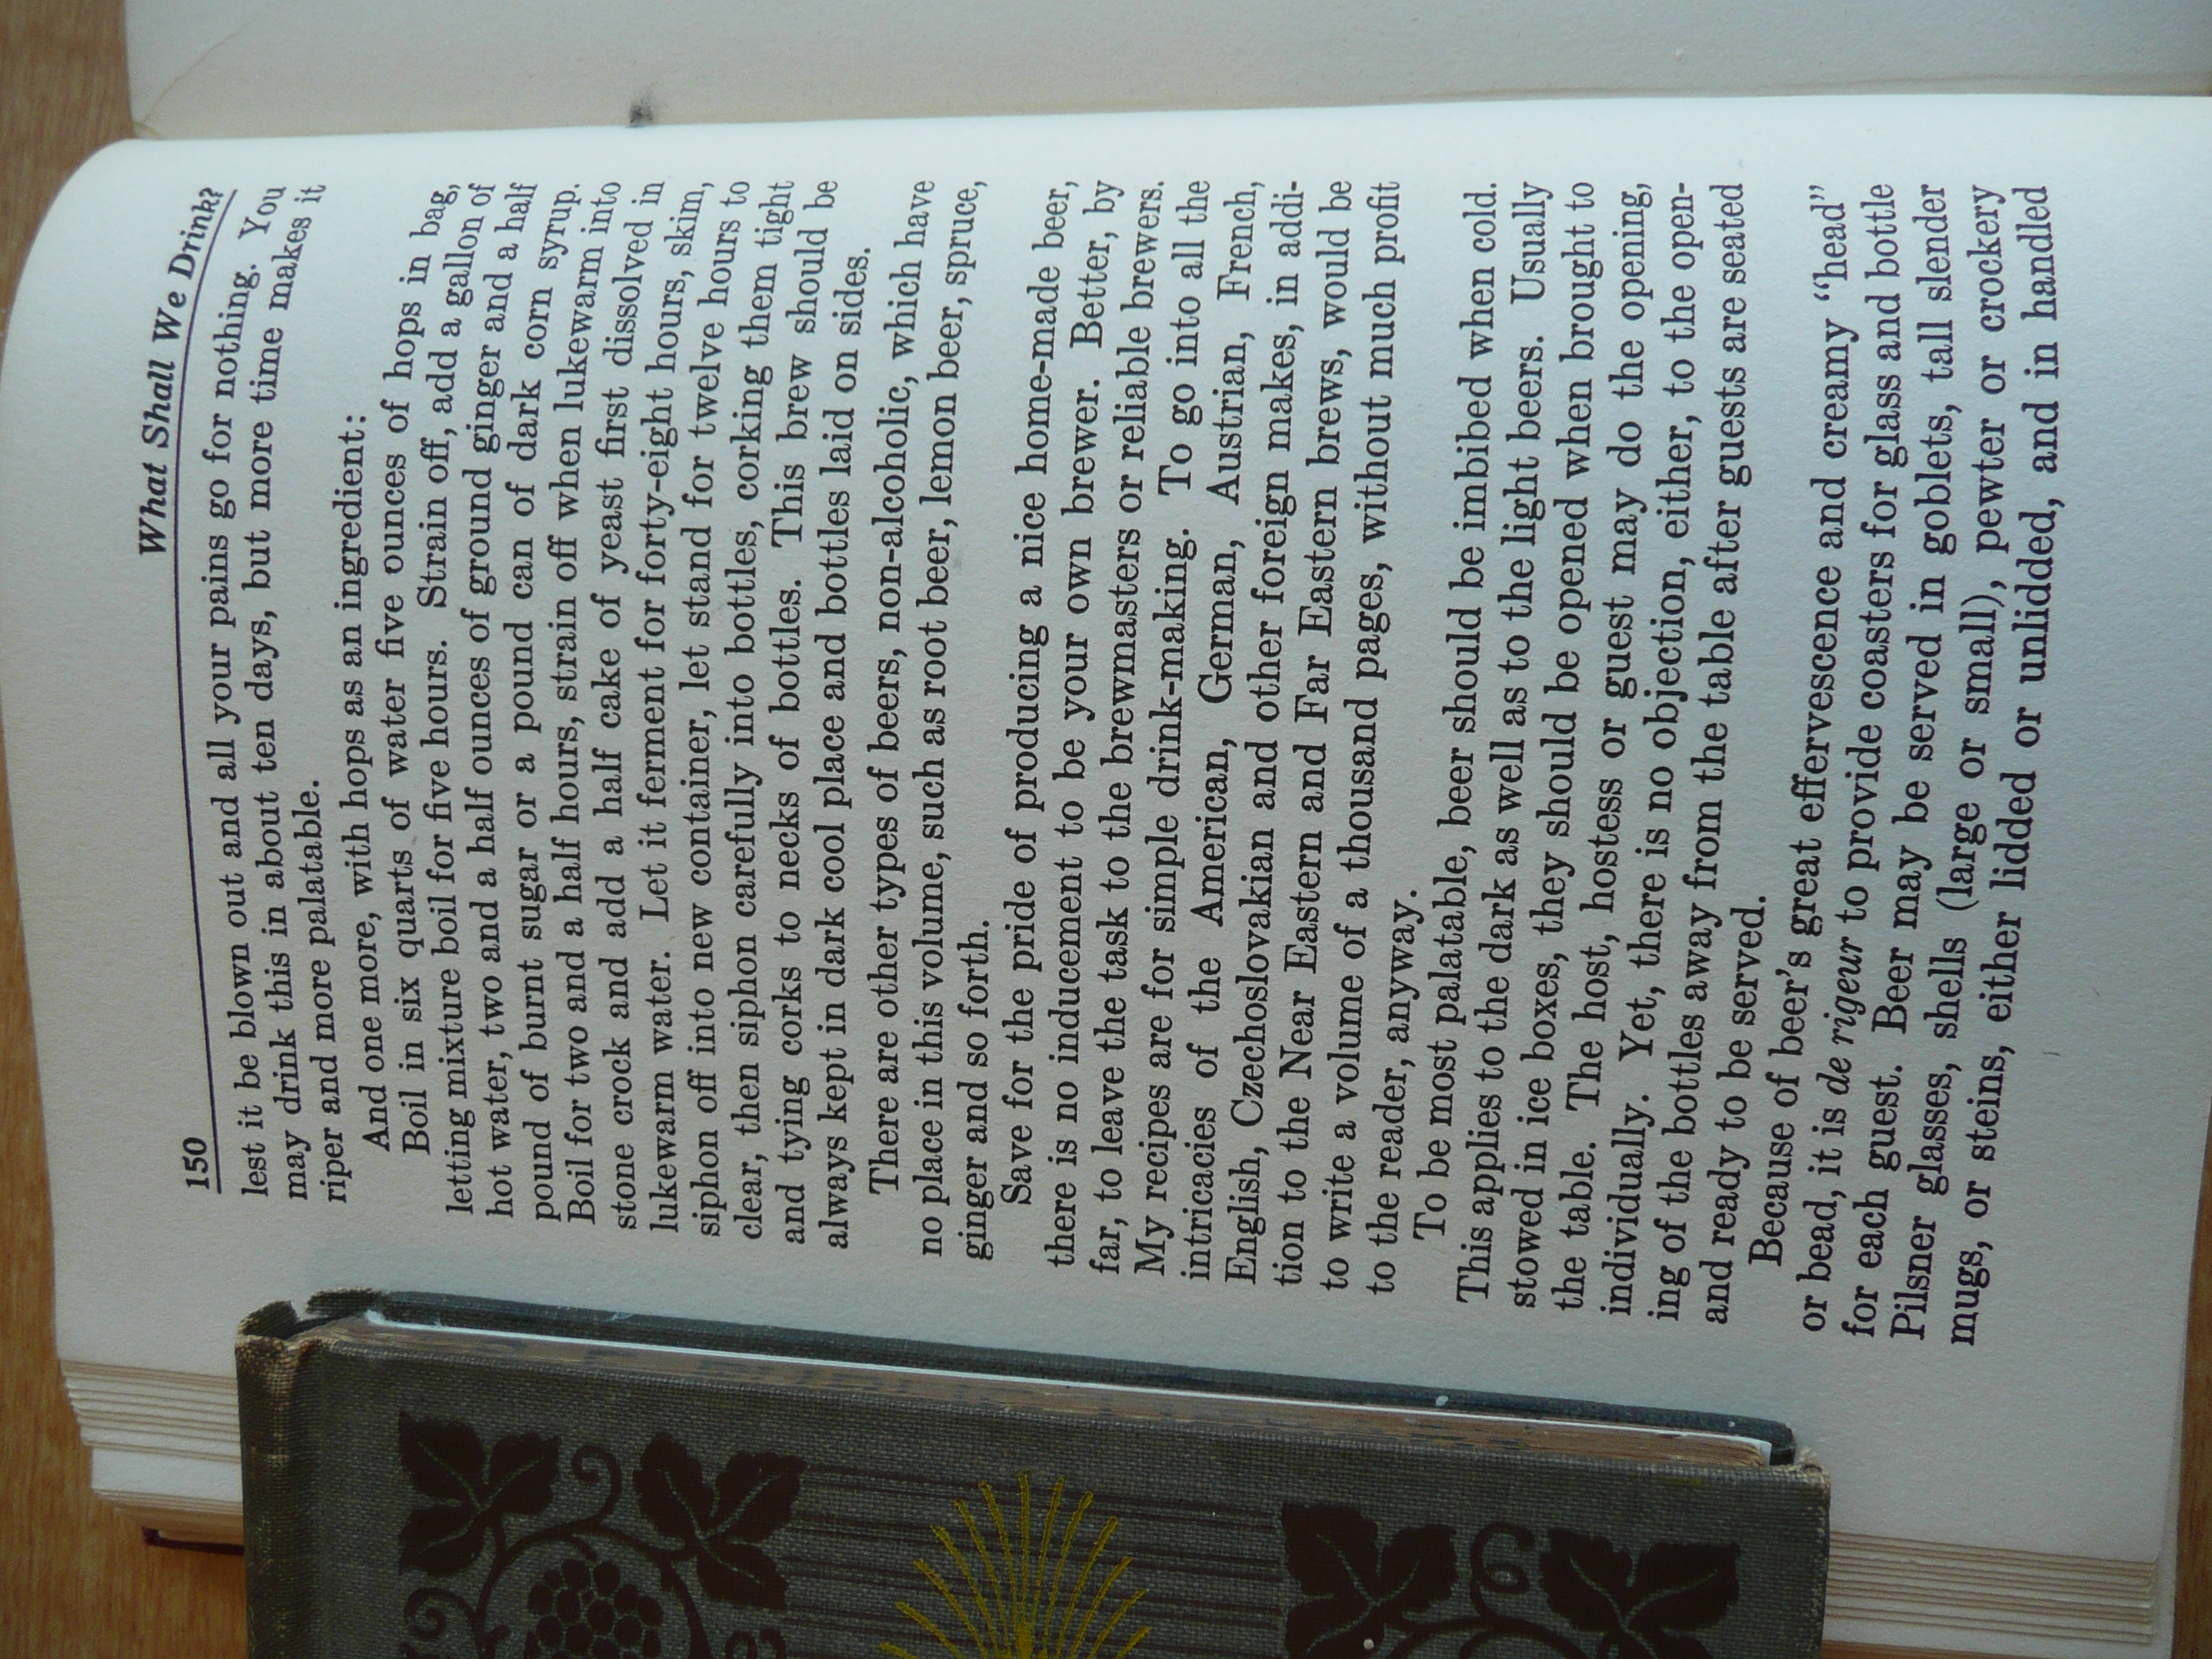 150
What Shall We Drink?
lest it be blown out and all your pains go for nothing. You
may drink this in about ten days, but more time makes it
riper and more palatable.
And one more, with hops as an ingredient:
Boil in six quarts of water five ounces of hops in bag,
letting mixture boil for five hours. Strain off, add a gallon of
hot water, two and a half ounces of ground ginger and a half
pound of burnt sugar or a pound can of dark corn syrup.
Boil for two and a half hours, strain off when lukewarm into
stone crock and add a half cake of yeast first dissolved in
lukewarm water. Let it ferment for forty-eight hours, skim,
siphon off into new container, let stand for twelve hours to
clear, then siphon carefully into bottles, corking them tight
and tying corks to necks of bottles. This brew should be
always kept in dark cool place and bottles laid on sides.
There are other types of beers, non-alcoholic, which have
no place in this volume, such as root beer, lemon beer, spruce,
ginger and so forth.
Save for the pride of producing a nice home-made beer,
there is no inducement to be your own brewer. Better, by
far, to leave the task to the brewmasters or reliable brewers.
My recipes are for simple drink-making. To go into all the
intricacies of the American, German, Austrian, French,
English, Czechoslovakian and other foreign makes, in addi-
tion to the Near Eastern and Far Eastern brews, would be
to write a volume of a thousand pages, without much profit
to the reader, anyway.
To be most palatable, beer should be imbibed when cold.
This applies to the dark as well as to the light beers. Usually
stowed in ice boxes, they should be opened when brought to
the table. The host, hostess or guest may do the opening,
individually. Yet, there is no objection, either, to the open-
ing of the bottles away from the table after guests are seated
and ready to be served.
Because of beer's great effervescence and creamy “head”
or bead, it is de rigeur to provide coasters for glass and bottle
for each guest. Beer may be served in goblets, tall slender
Pilsner glasses, shells (large or small), pewter or crockery
mugs, or steins, either lidded or unlidded, and in handled